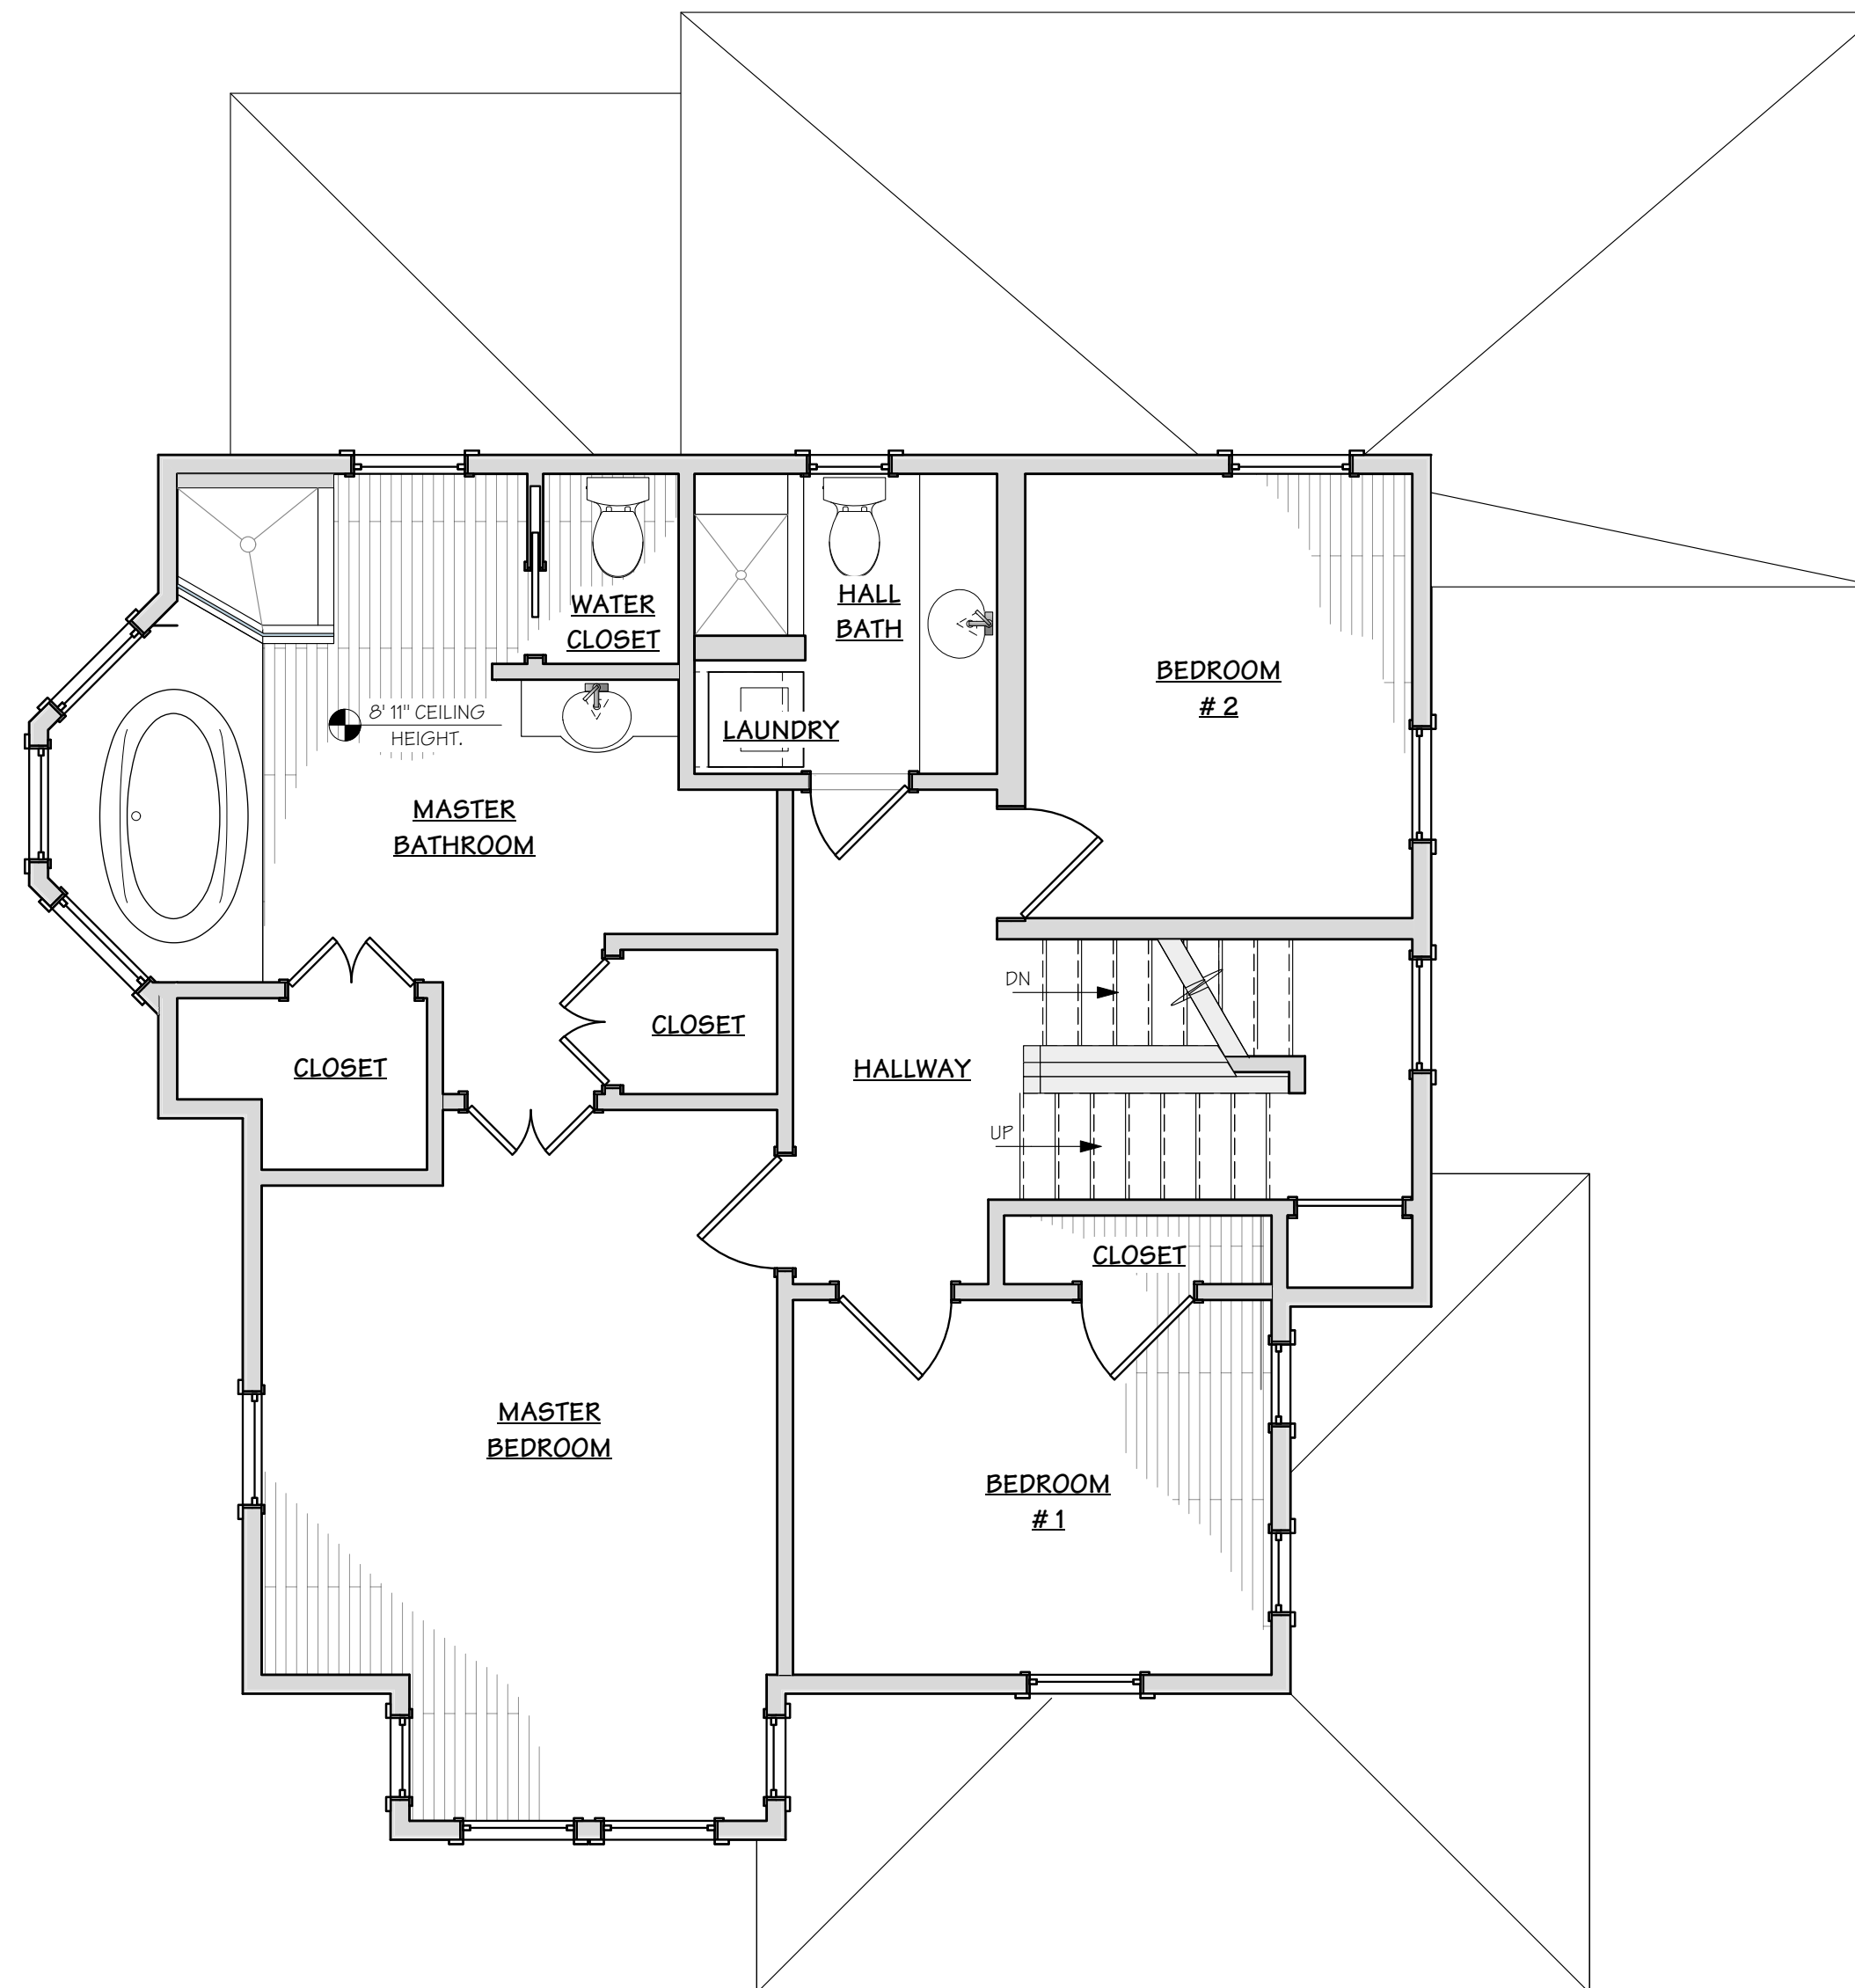 WATER
CLOSET
HALL
BATH
BEDROOM
# 2
8' 11" CEILING
HEIGHT.
LAUNDRY
MASTER
BATHROOM
DN
CLOSET
CLOSET
HALLWAY
UP
CLOSET
MASTER
BEDROOM
BEDROOM
# 1